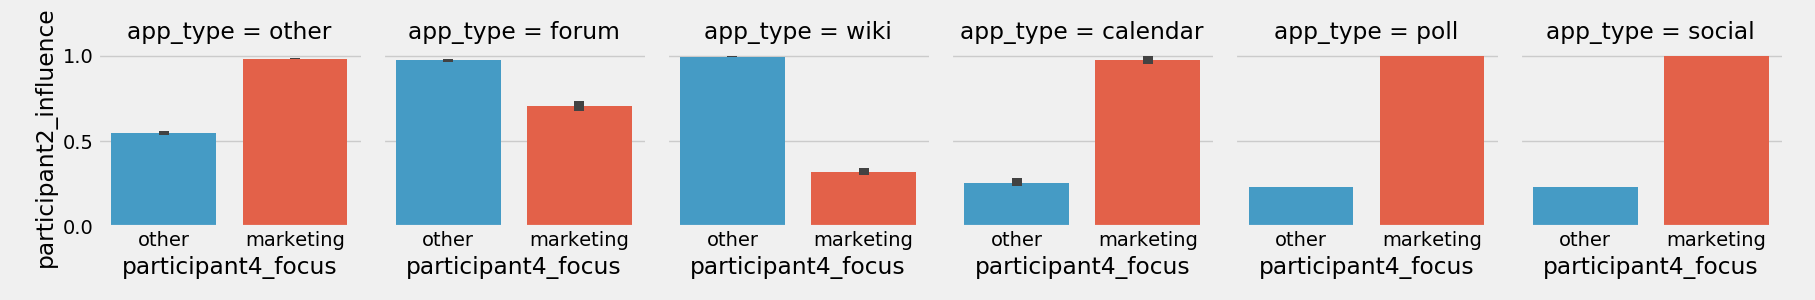 app_type = other
app_type = forum
app_type = wiki
app_type = calendar
app_type = poll
app_type = social
participant2_influence
1.0
0.5
0.0
other marketing
other marketing
other marketing
other marketing
other marketing
other marketing
participant4_focus
participant4_focus
participant4_focus
participant4_focus
participant4_focus
participant4_focus